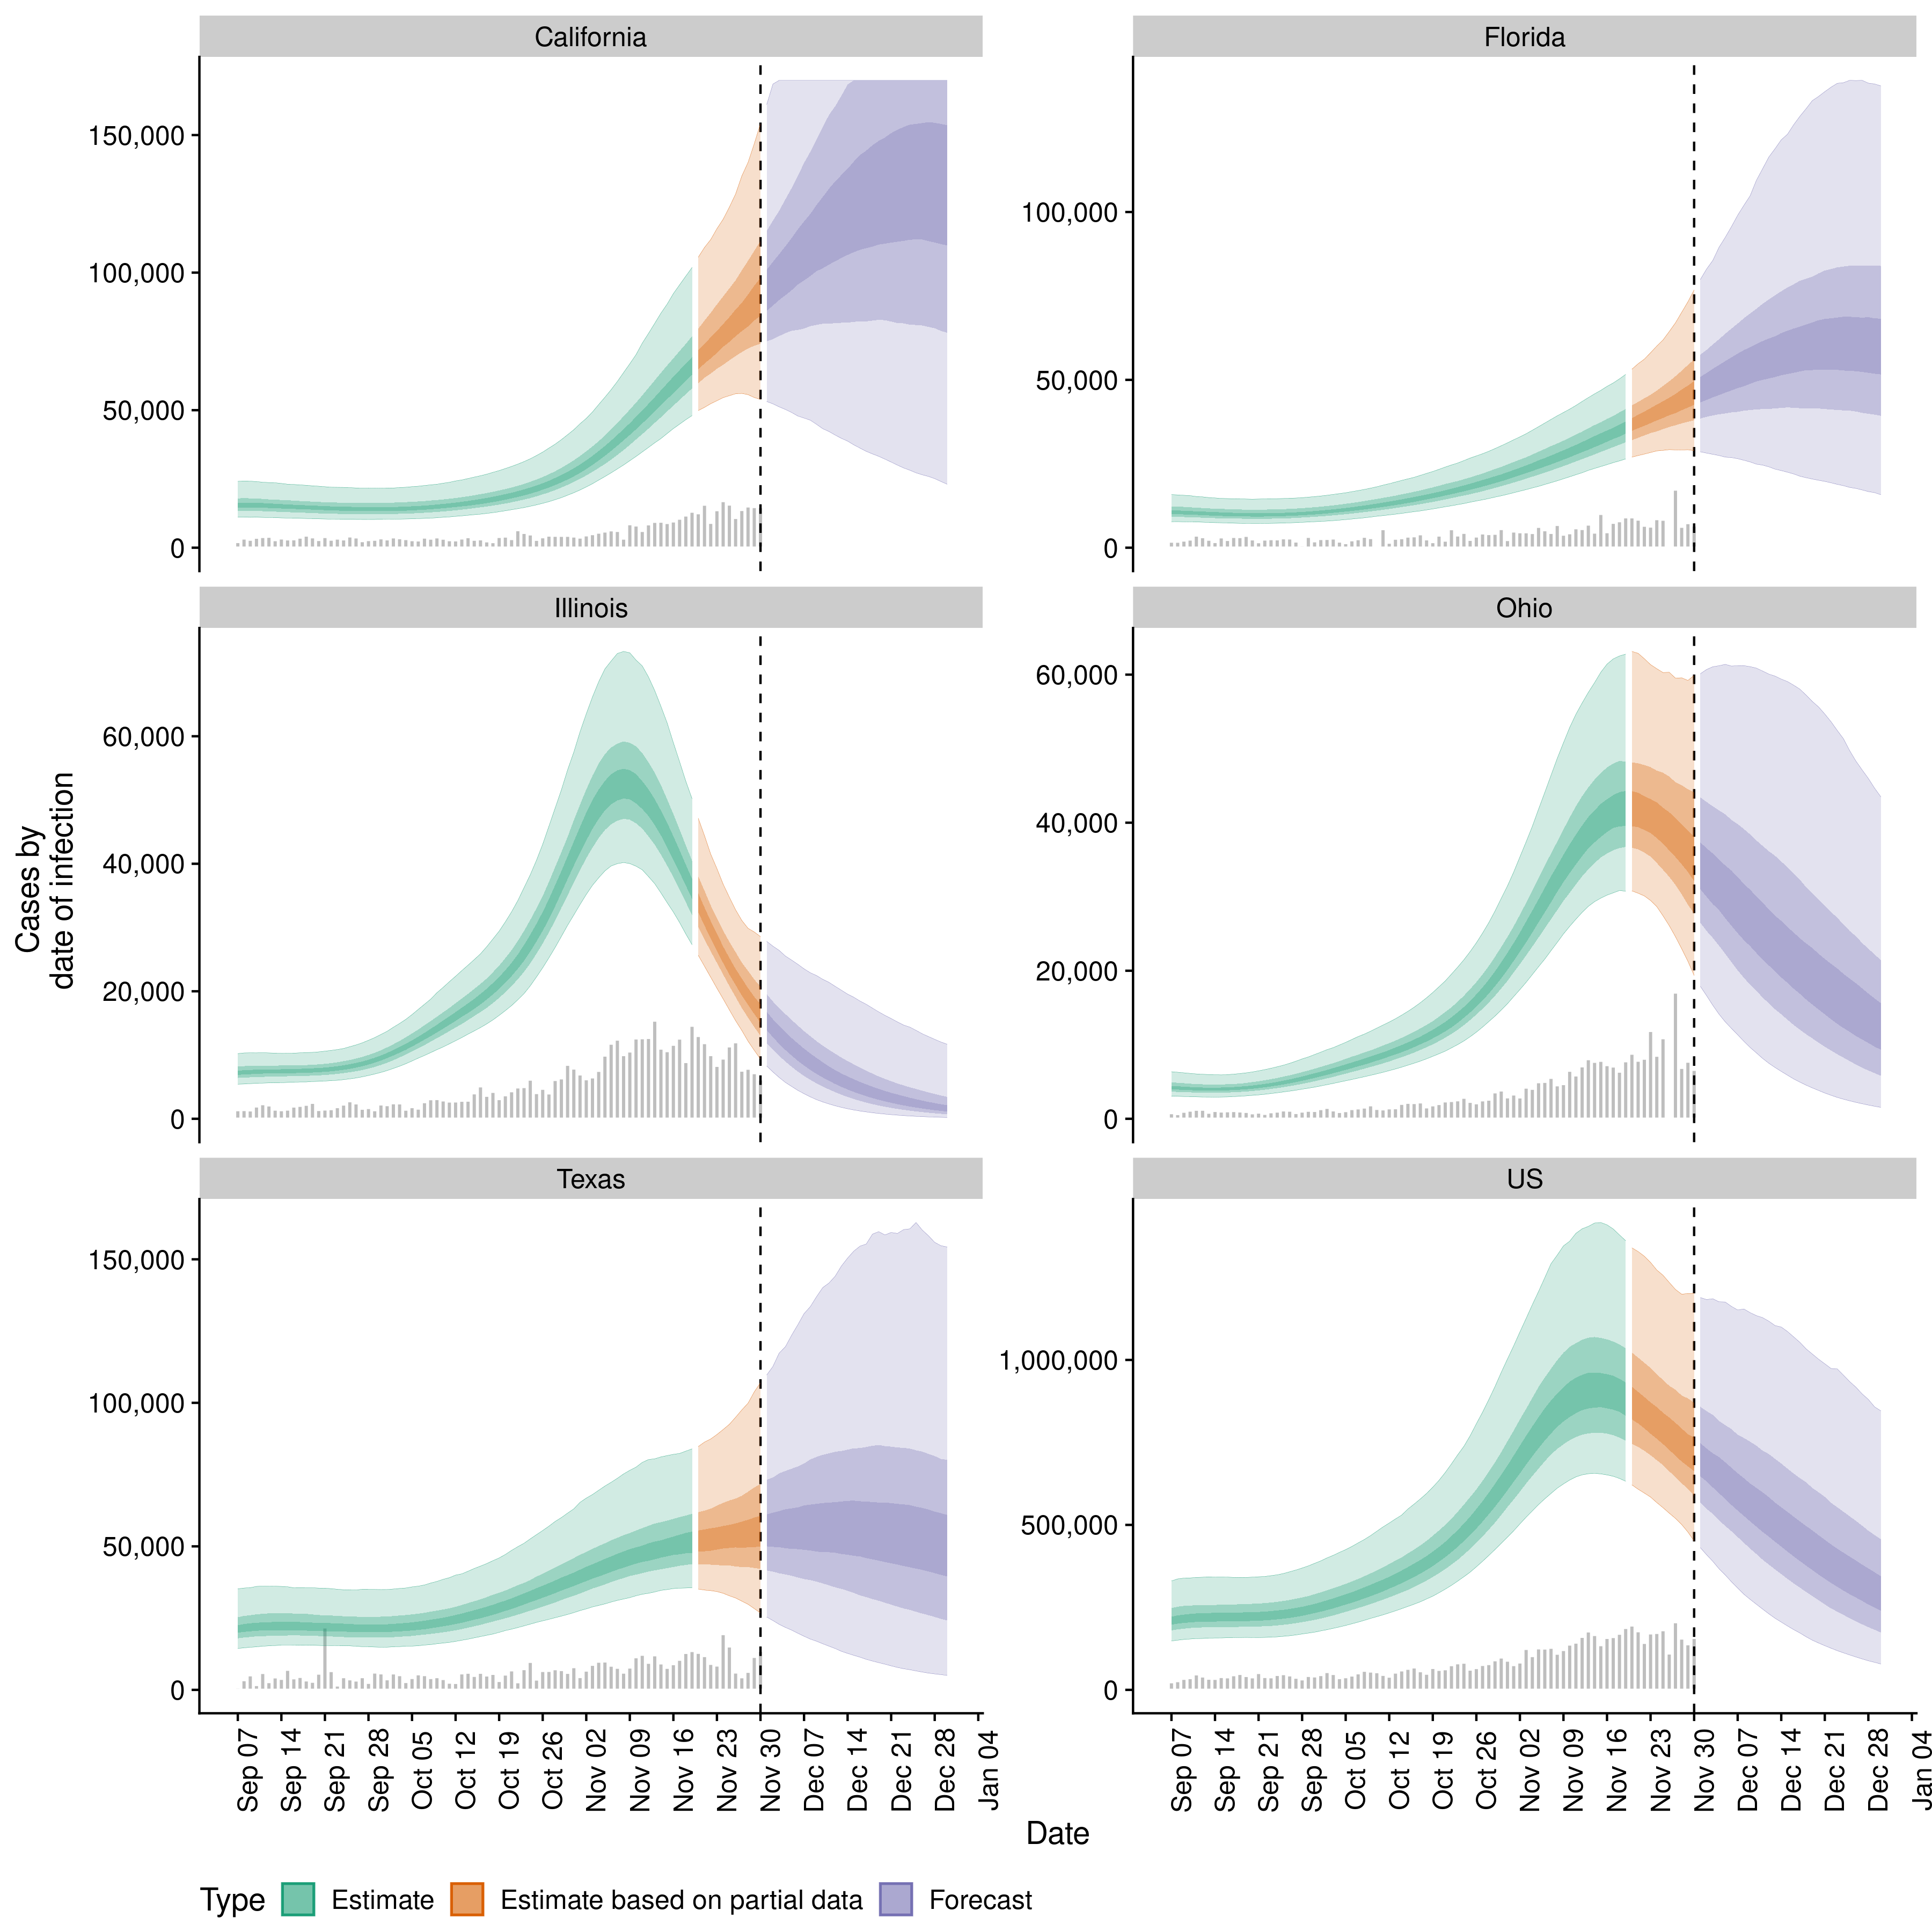 California
Florida
150,000
100,000
50,000
0
100,000
50,000
0
Illinois
Ohio
60,000
40,000
20,000
0
60,000
40,000
20,000
0
Texas
US
150,000
100,000
50,000
0
1,000,000
500,000
0
Cases by
date of infection
Sep 07
Sep 14
Sep 21
Sep 28
Oct 05
Oct 12
Oct 19
Oct 26
Nov 02
Nov 09
Nov 16
Nov 23
Nov 30
Dec 07
Dec 14
Dec 21
Dec 28
Jan 04
Sep 07
Sep 14
Sep 21
Sep 28
Oct 05
Oct 12
Oct 19
Oct 26
Nov 02
Nov 09
Nov 16
Nov 23
Nov 30
Dec 07
Dec 14
Dec 21
Dec 28
Jan 04
Date
Type Estimate Estimate based on partial data Forecast